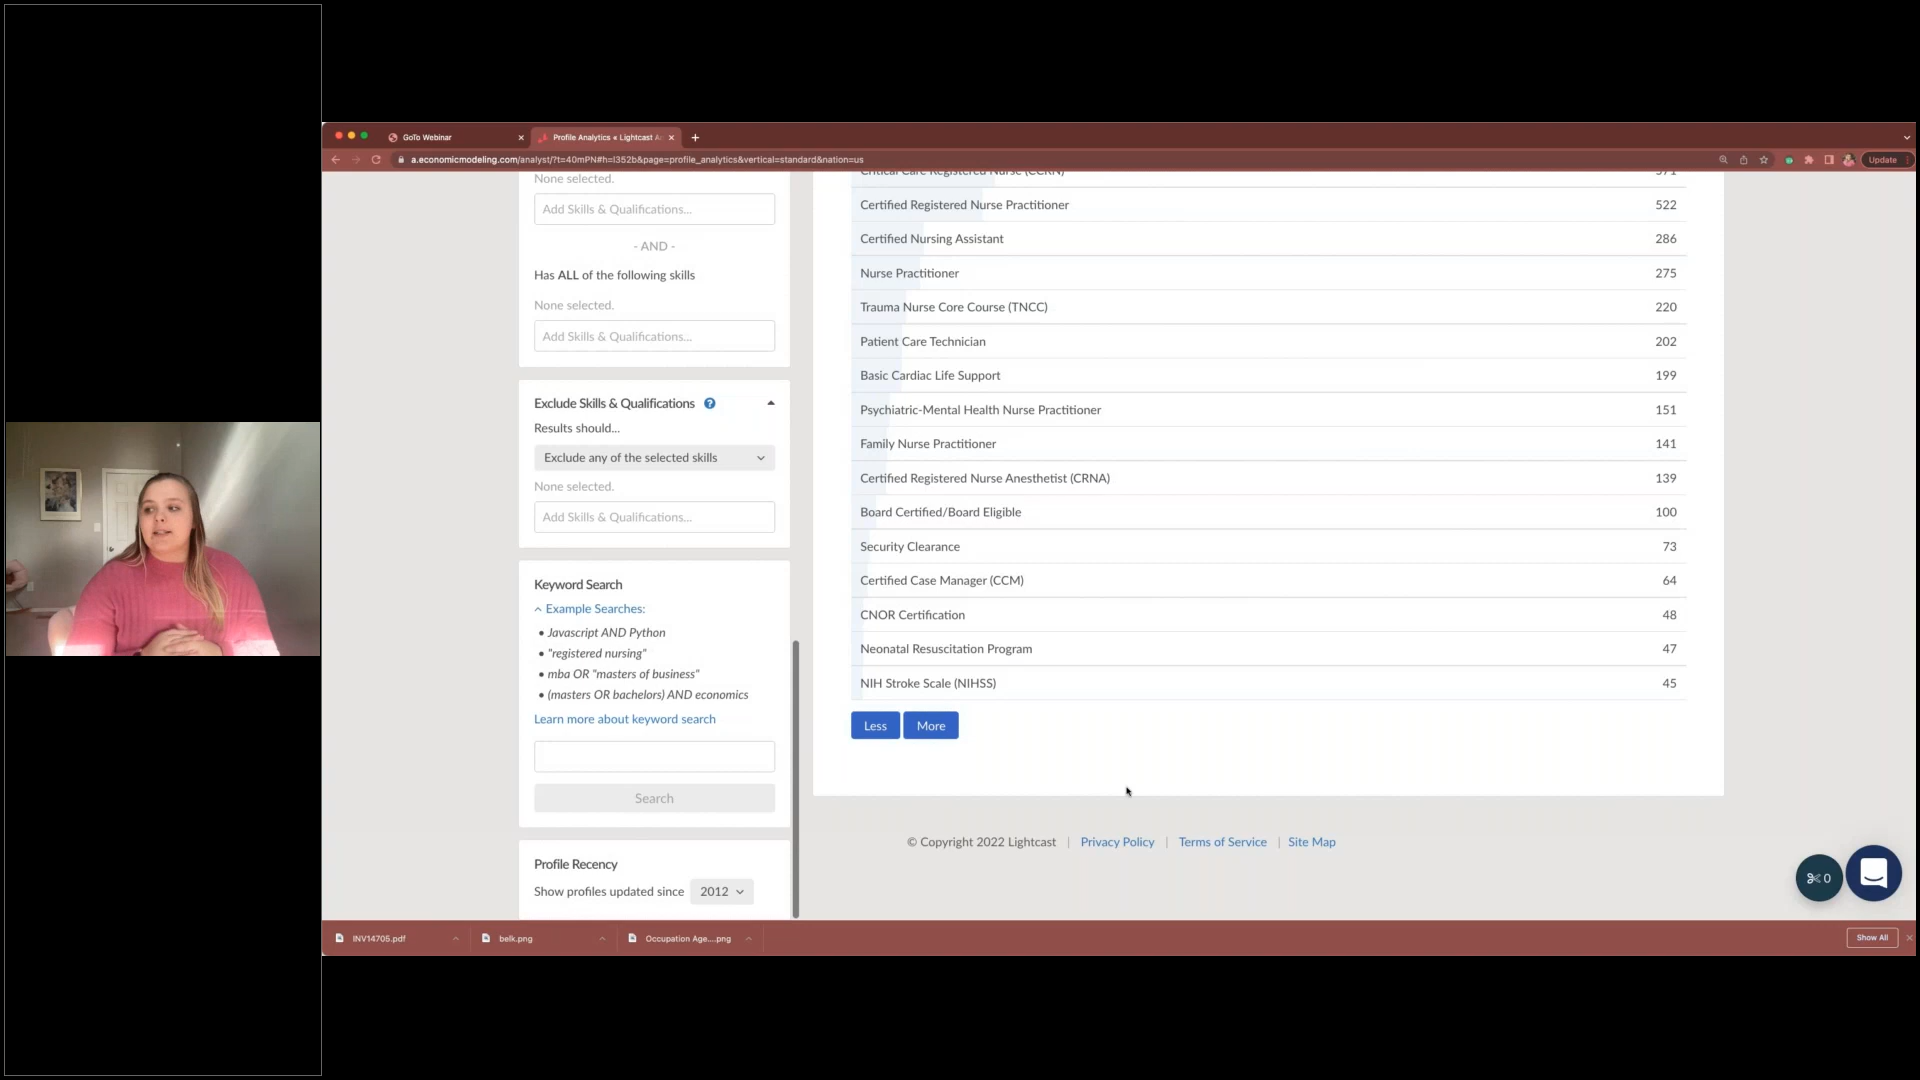 GoTo Webinar
Profile Analytics « Lightcast A
a.economicmodeling.com/analyst/?t=40mPN#h=I352b&page=profile_analytics&vertical=standard&nation=us
Update
None selected.
Add Skills & Qualifications...
- AND -
Has ALL of the following skills
None selected.
Add Skills & Qualifications...
Exclude Skills & Qualifications ?
Results should...
Exclude any of the selected skills
None selected.
Add Skills & Qualifications...
Keyword Search
Example Searches:
• Javascript AND Python
• "registered nursing"
• mba OR "masters of business"
• (masters OR bachelors) AND economics
Learn more about keyword search
Search
Profile Recency
Show profiles updated since 2012
Critical Care Registered Nurse (CCRN) 571
Certified Registered Nurse Practitioner 522
Certified Nursing Assistant 286
Nurse Practitioner 275
Trauma Nurse Core Course (TNCC) 220
Patient Care Technician 202
Basic Cardiac Life Support 199
Psychiatric-Mental Health Nurse Practitioner 151
Family Nurse Practitioner 141
Certified Registered Nurse Anesthetist (CRNA) 139
Board Certified/Board Eligible 100
Security Clearance 73
Certified Case Manager (CCM) 64
CNOR Certification 48
Neonatal Resuscitation Program 47
NIH Stroke Scale (NIHSS) 45
Less More
© Copyright 2022 Lightcast | Privacy Policy | Terms of Service | Site Map
0
INV14705.pdf
belk.png
Occupation Age....png
Show All